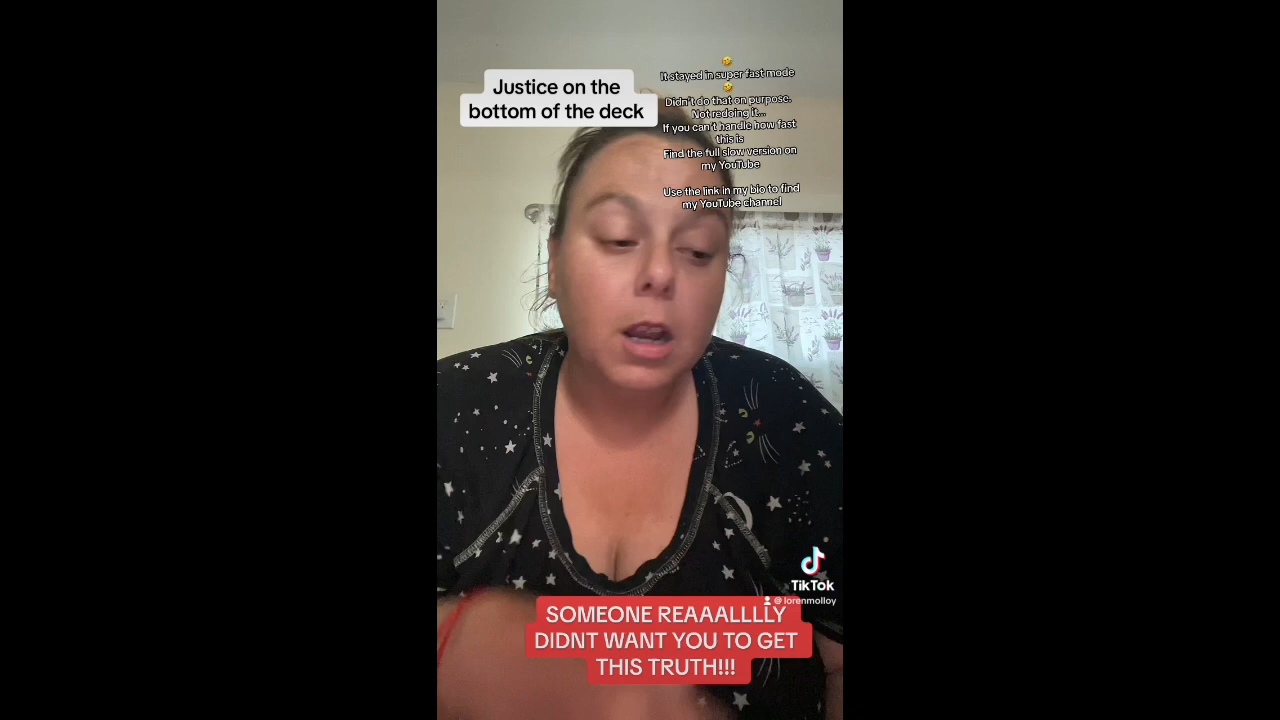 Justice on the
bottom of the deck
🤣
It stayed in super fast mode
🤣
Didn't do that on purpose.
Not redoing it...
If you can't handle how fast
this is
Find the full slow version on
my YouTube
Use the link in my bio to find
my YouTube channel
TikTok
@lorenmolloy
SOMEONE REAAALLLLY
DIDNT WANT YOU TO GET
THIS TRUTH!!!